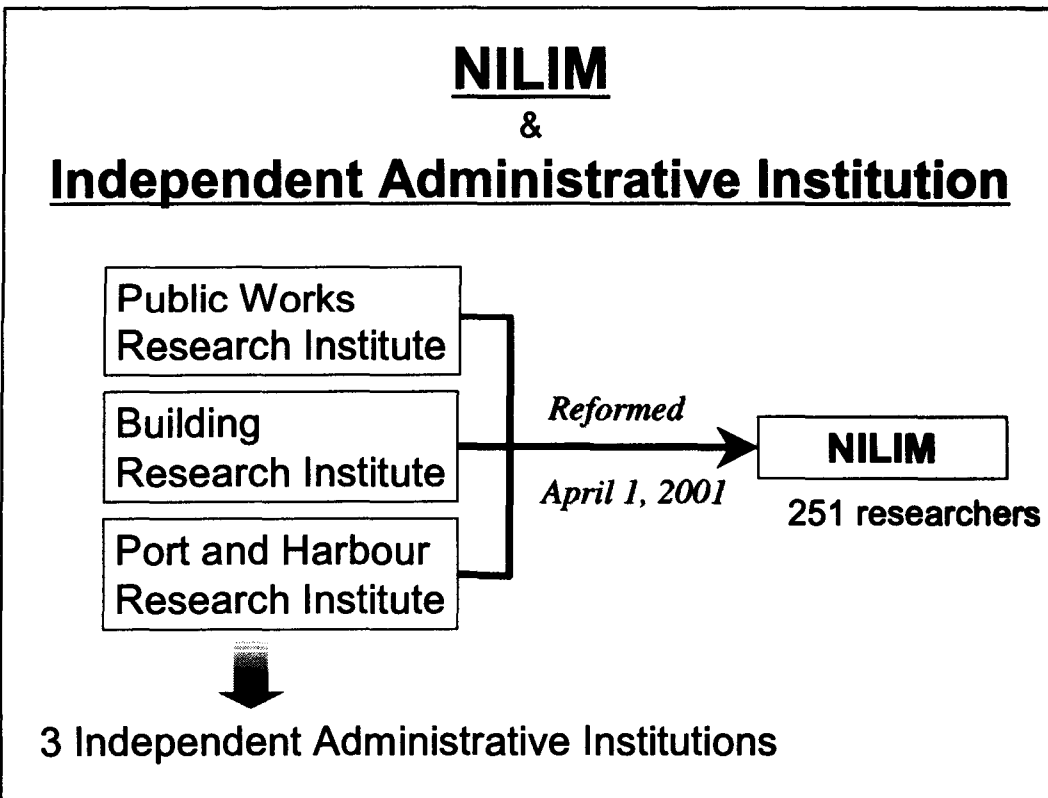 NILIM
&
Independent Administrative Institution
Public Works
Research Institute
Building
Research Institute
Port and Harbour
Research Institute
Reformed
April 1, 2001
NILIM
251 researchers
3 Independent Administrative Institutions